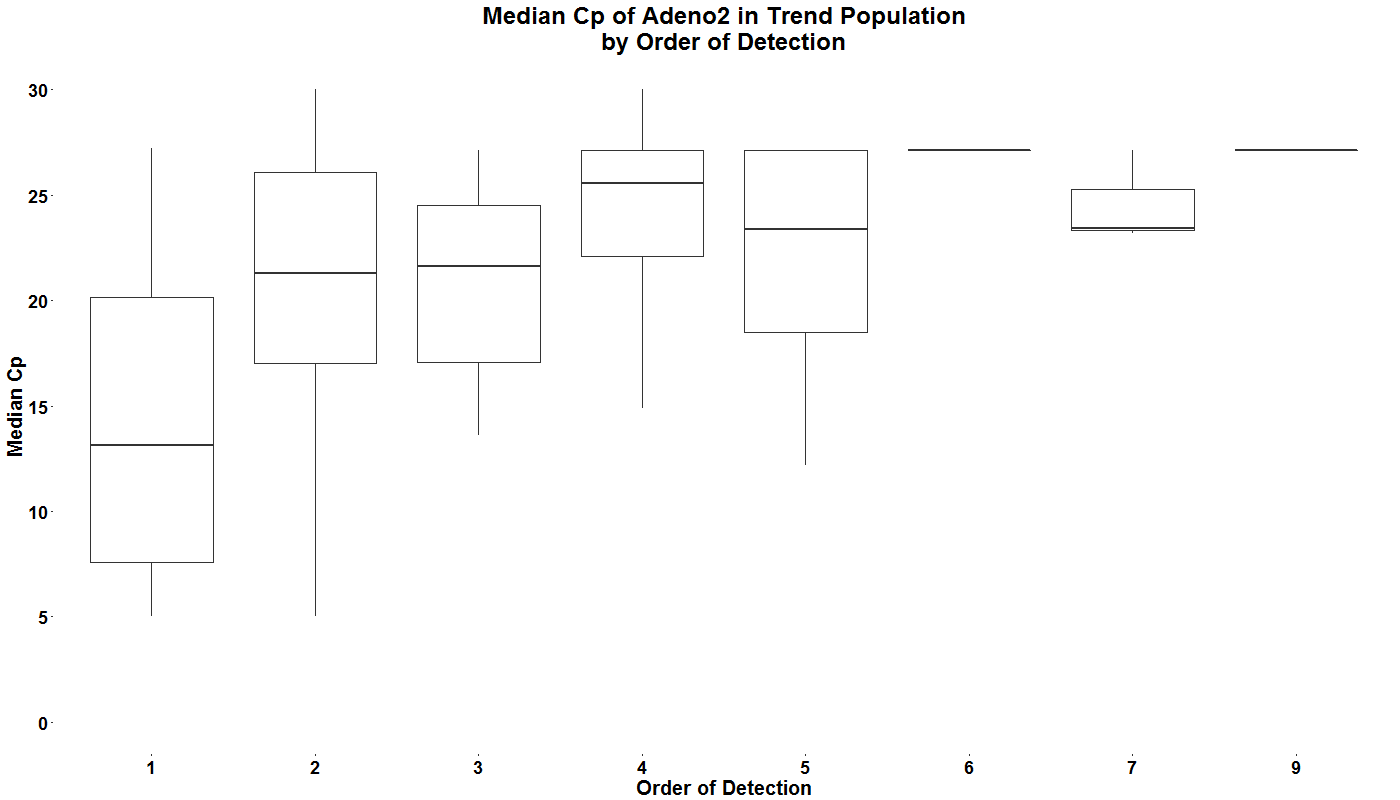 Median Cp of Adeno2 in Trend Population
by Order of Detection
Median Cp
30
25
20
15
10
5
0
1 2 3 4 5 6 7 9
Order of Detection